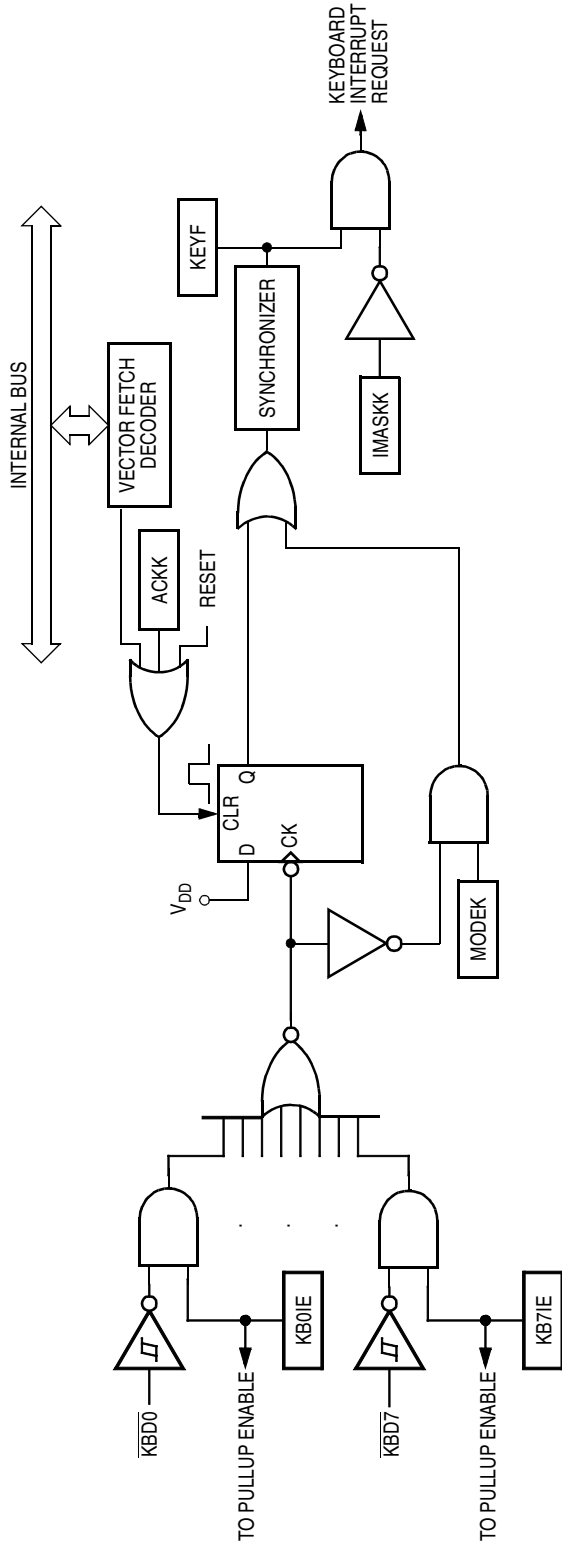 INTERNAL BUS
VECTOR FETCH
DECODER
ACKK
RESET
KEYF
SYNCHRONIZER
KEYBOARD
INTERRUPT
REQUEST
IMASKK
VDD
D
CLR
Q
CK
MODEK
KBD0
TO PULLUP ENABLE
KB0IE
.
.
.
KBD7
TO PULLUP ENABLE
KB7IE